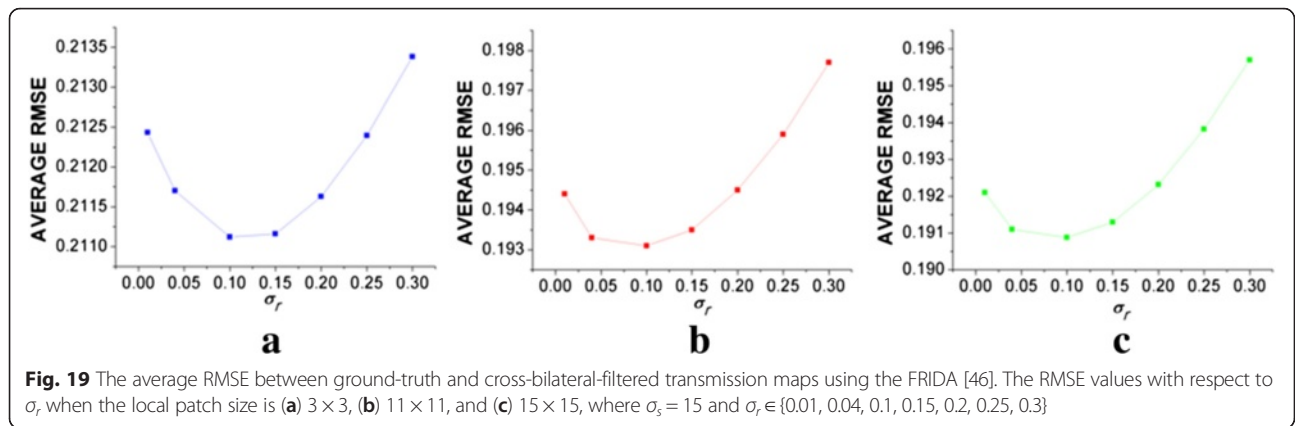 0.2135
0.2130
0.2125
0.2120
0.2115
0.2110
AVERAGE RMSE
0.00 0.05 0.10 0.15 0.20 0.25 0.30
σr
a
0.198
0.197
0.196
0.195
0.194
0.193
AVERAGE RMSE
0.00 0.05 0.10 0.15 0.20 0.25 0.30
σr
b
0.196
0.195
0.194
0.193
0.192
0.191
0.190
AVERAGE RMSE
0.00 0.05 0.10 0.15 0.20 0.25 0.30
σr
c
Fig. 19 The average RMSE between ground-truth and cross-bilateral-filtered transmission maps using the FRIDA [46]. The RMSE values with respect to
σr when the local patch size is (a) 3 × 3, (b) 11 × 11, and (c) 15 × 15, where σs = 15 and σr ∈ {0.01, 0.04, 0.1, 0.15, 0.2, 0.25, 0.3}